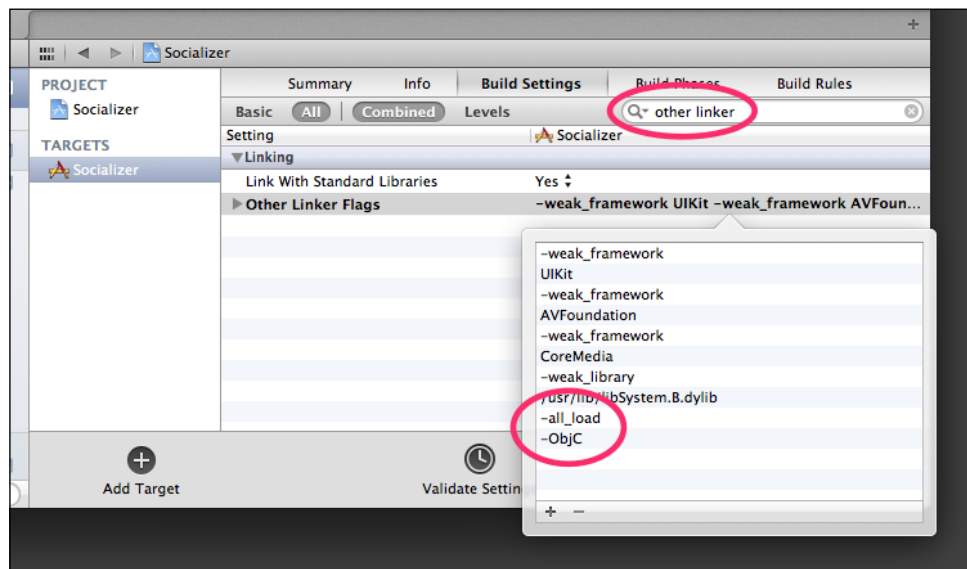 Socializer
PROJECT
Socializer
TARGETS
Socializer
Summary Info Build Settings Build Phases Build Rules
Basic All Combined Levels other linker
Setting Socializer
Linking
Link With Standard Libraries Yes
Other Linker Flags -weak_framework UIKit -weak_framework AVFoun...
-weak_framework
UIKit
-weak_framework
AVFoundation
-weak_framework
CoreMedia
-weak_library
/usr/lib/libSystem.B.dylib
-all_load
-ObjC
+ −
Add Target
Validate Settin